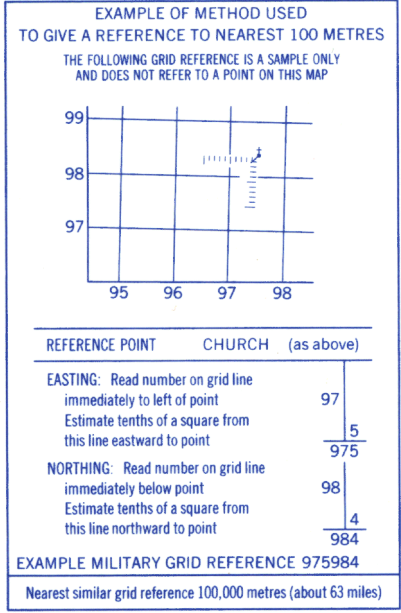 EXAMPLE OF METHOD USED
TO GIVE A REFERENCE TO NEAREST 100 METRES
THE FOLLOWING GRID REFERENCE IS A SAMPLE ONLY
AND DOES NOT REFER TO A POINT ON THIS MAP
99
98
97
95 96 97 98
REFERENCE POINT CHURCH (as above)
EASTING: Read number on grid line
immediately to left of point 97
Estimate tenths of a square from
this line eastward to point 5
975
NORTHING: Read number on grid line
immediately below point 98
Estimate tenths of a square from
this line northward to point 4
984
EXAMPLE MILITARY GRID REFERENCE 975984
Nearest similar grid reference 100,000 metres (about 63 miles)